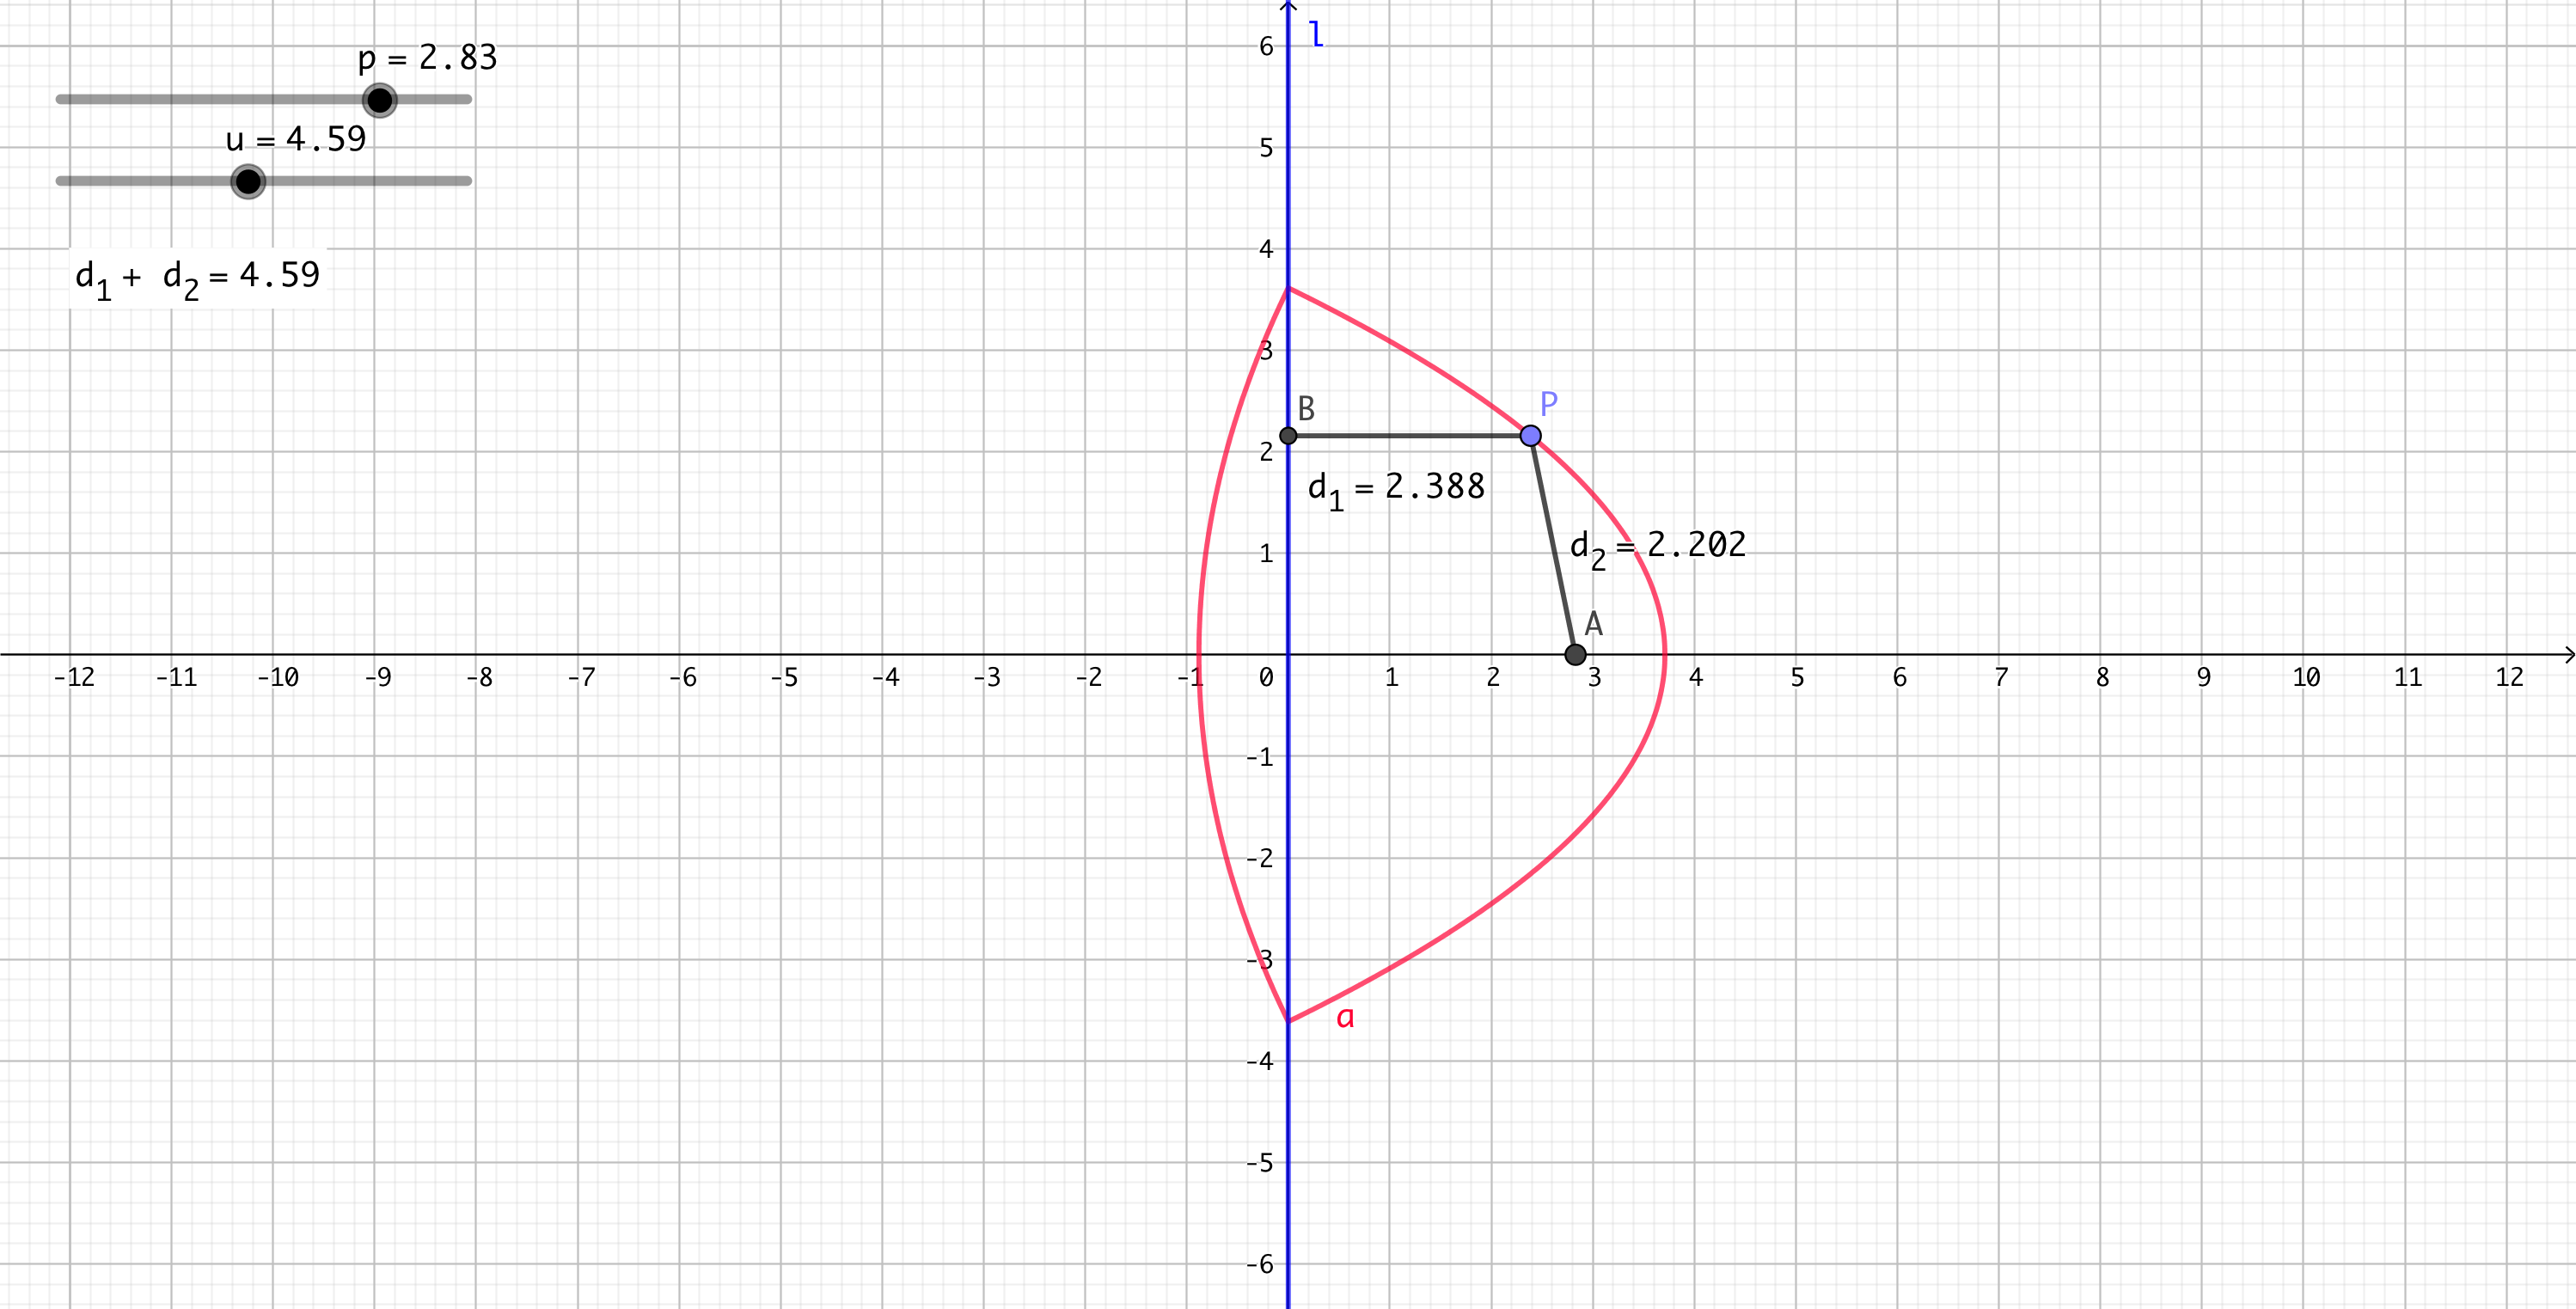 p = 2.83
u = 4.59
d1 + d2 = 4.59
l
6
5
4
3
B
P
2
d1 = 2.388
1
d2 = 2.202
A
-12 -11 -10 -9 -8 -7 -6 -5 -4 -3 -2 -1 0 1 2 3 4 5 6 7 8 9 10 11 12
-1
-2
-3
a
-4
-5
-6